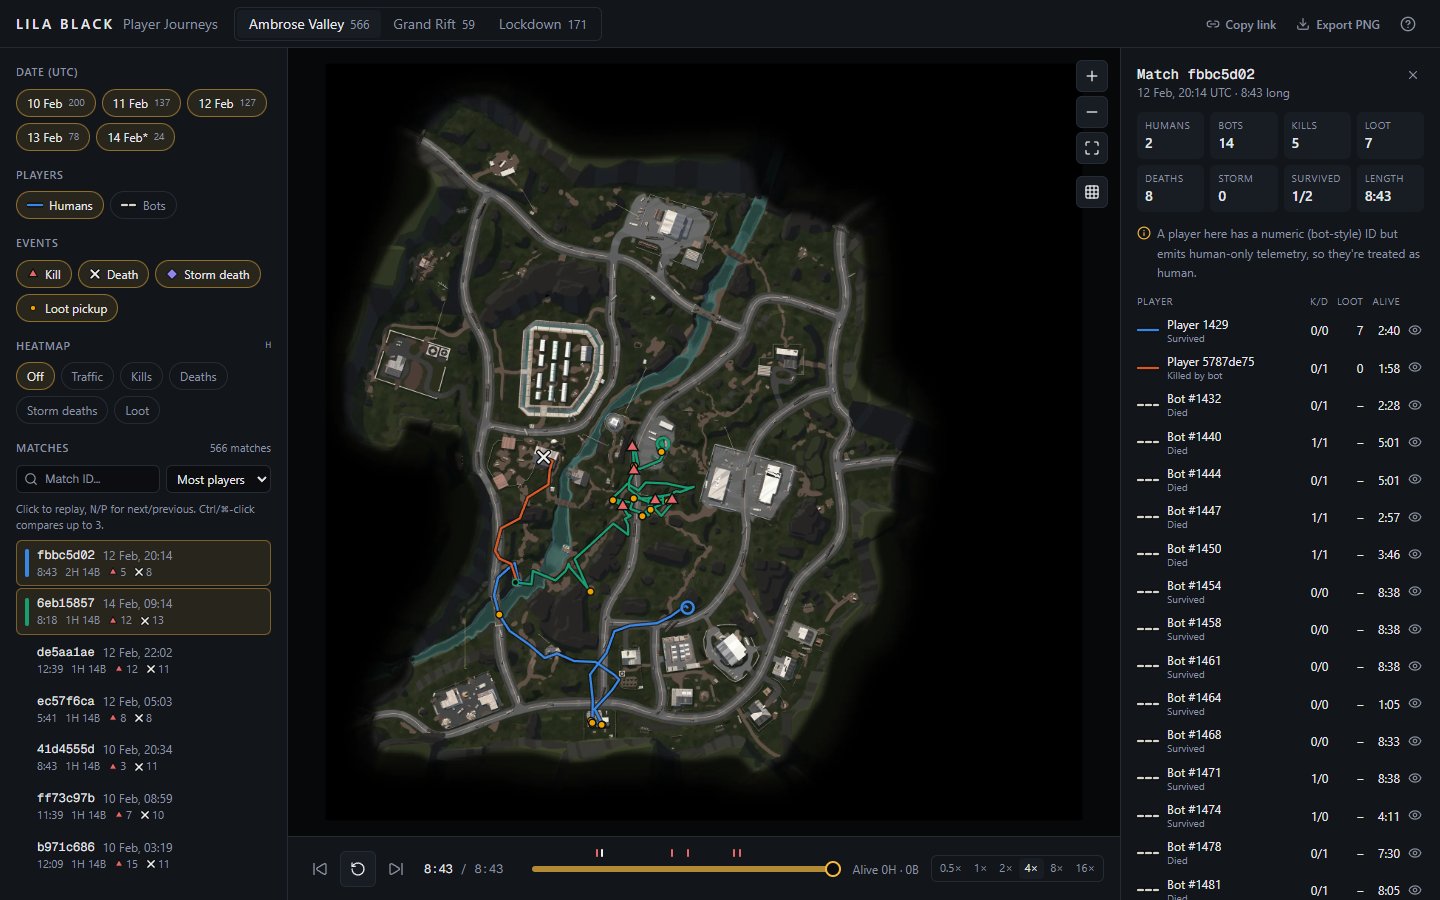 LILA BLACK Player Journeys Ambrose Valley 566 Grand Rift 59 Lockdown 171 Copy link Export PNG ?
DATE (UTC)
10 Feb 200 11 Feb 137 12 Feb 127
13 Feb 78 14 Feb* 24
PLAYERS
Humans Bots
EVENTS
Kill Death Storm death
Loot pickup
HEATMAP H
Off Traffic Kills Deaths
Storm deaths Loot
MATCHES 566 matches
Match ID... Most players
Click to replay, N/P for next/previous. Ctrl/⌘-click
compares up to 3.
fbbc5d02 12 Feb, 20:14
8:43 2H 14B 5 8
6eb15857 14 Feb, 09:14
8:18 1H 14B 12 13
de5aa1ae 12 Feb, 22:02
12:39 1H 14B 12 11
ec57f6ca 12 Feb, 05:03
5:41 1H 14B 8 8
41d4555d 10 Feb, 20:34
8:43 1H 14B 3 11
ff73c97b 10 Feb, 08:59
11:39 1H 14B 7 10
b971c686 10 Feb, 03:19
12:09 1H 14B 15 11
8:43 / 8:43 Alive 0H · 0B 0.5× 1× 2× 4× 8× 16×
Match fbbc5d02
12 Feb, 20:14 UTC · 8:43 long
HUMANS BOTS KILLS LOOT
2 14 5 7
DEATHS STORM SURVIVED LENGTH
8 0 1/2 8:43
A player here has a numeric (bot-style) ID but
emits human-only telemetry, so they're treated as
human.
PLAYER K/D LOOT ALIVE
Player 1429 0/0 7 2:40
Survived
Player 5787de75 0/1 0 1:58
Killed by bot
Bot #1432 0/1 – 2:28
Died
Bot #1440 1/1 – 5:01
Died
Bot #1444 0/1 – 5:01
Died
Bot #1447 1/1 – 2:57
Died
Bot #1450 1/1 – 3:46
Died
Bot #1454 0/0 – 8:38
Survived
Bot #1458 0/0 – 8:38
Survived
Bot #1461 0/0 – 8:38
Survived
Bot #1464 0/0 – 1:05
Survived
Bot #1468 0/0 – 8:33
Survived
Bot #1471 1/0 – 8:38
Survived
Bot #1474 1/0 – 4:11
Survived
Bot #1478 0/1 – 7:30
Died
Bot #1481 0/1 – 8:05
Died